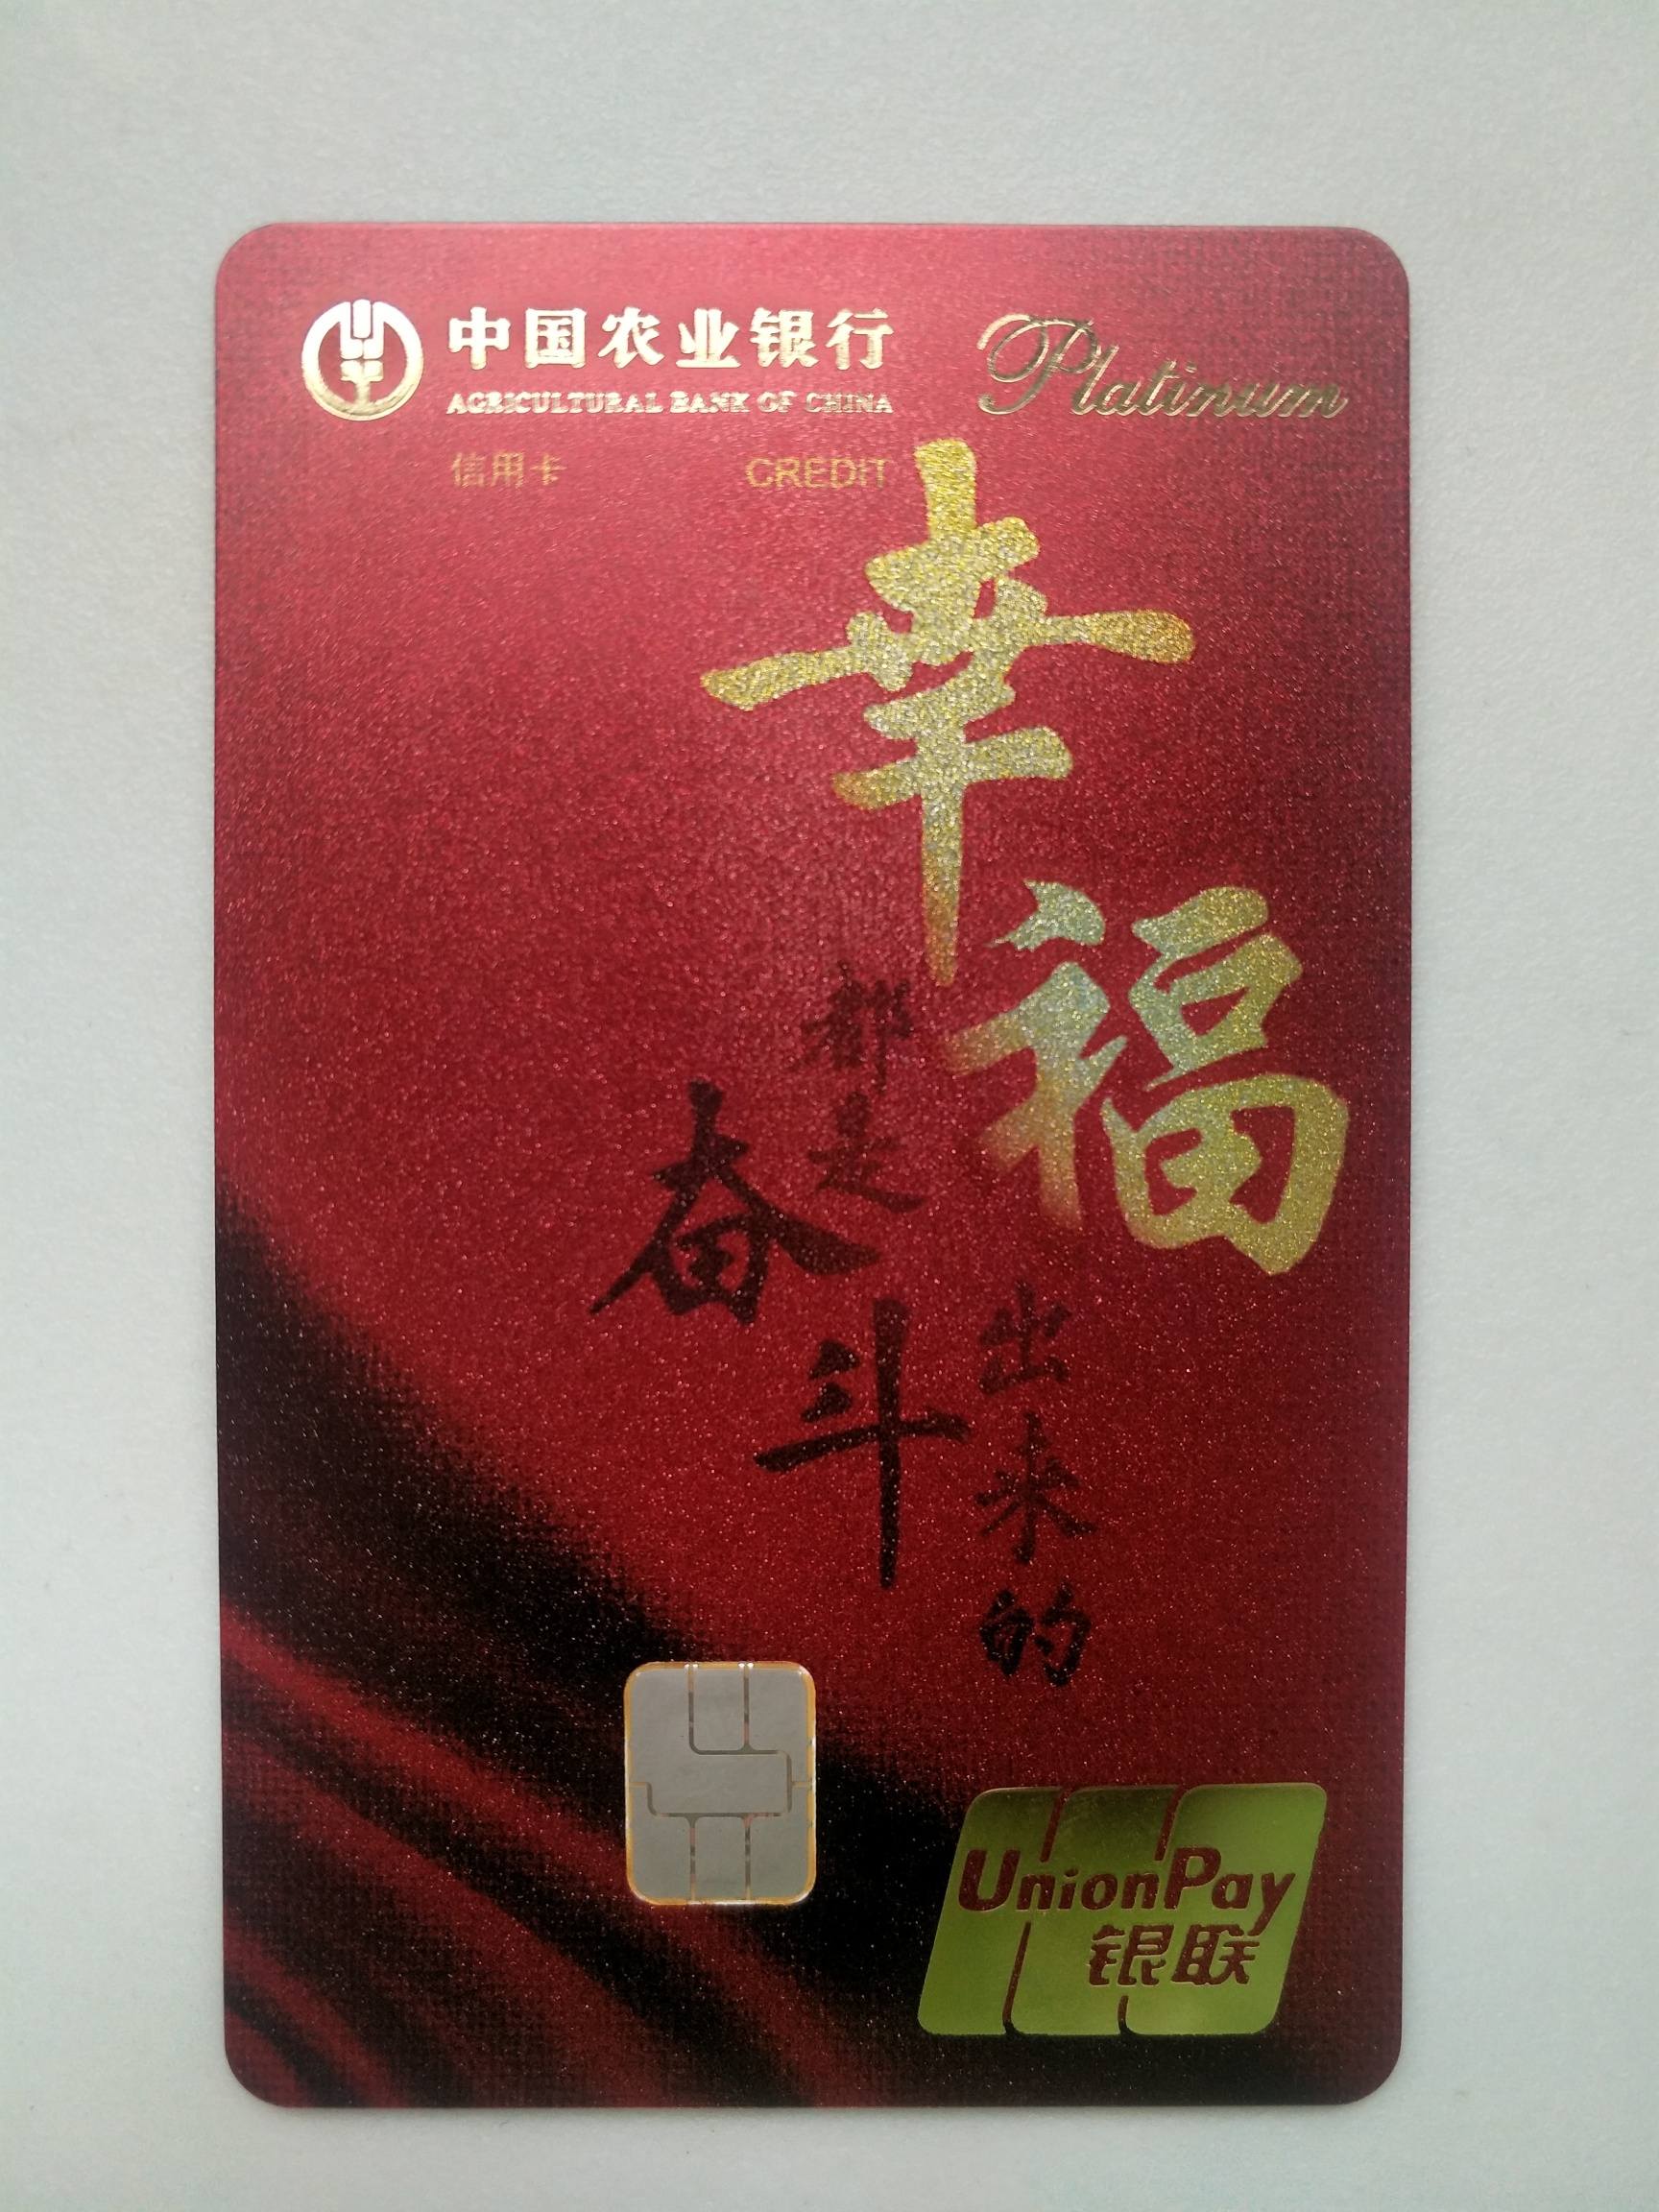 中国农业银行 Platinum
AGRICULTURAL BANK OF CHINA
信用卡 CREDIT
幸福
都是
奋斗
出来的
UnionPay
银联